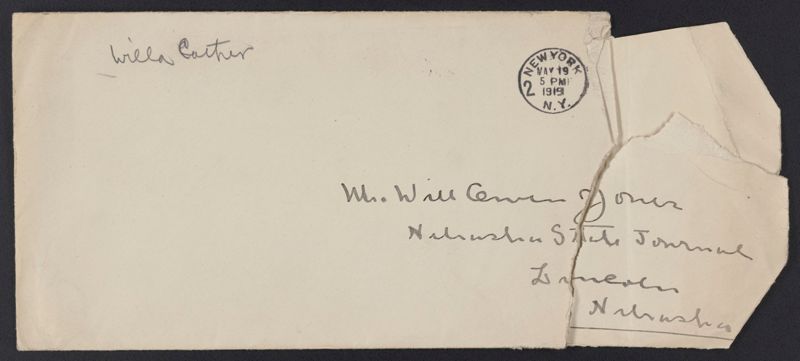 Willa Cather
NEW YORK
2
MAY 19
5 PM
1919
N.Y.
Mr. Will Owen Jones
Nebraska State Journal
Lincoln
Nebraska